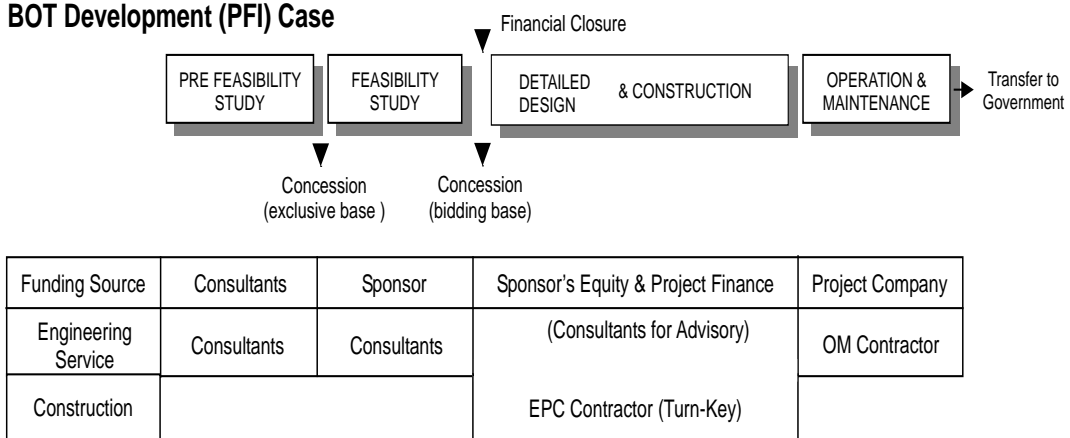 BOT Development (PFI) Case
Financial Closure
PRE FEASIBILITY
STUDY
FEASIBILITY
STUDY
DETAILED
DESIGN
& CONSTRUCTION
OPERATION &
MAINTENANCE
Transfer to
Government
Concession
(exclusive base )
Concession
(bidding base)
Funding Source
Consultants
Sponsor
Sponsor's Equity & Project Finance
Project Company
Engineering
Service
Consultants
Consultants
(Consultants for Advisory)
OM Contractor
Construction
EPC Contractor (Turn-Key)